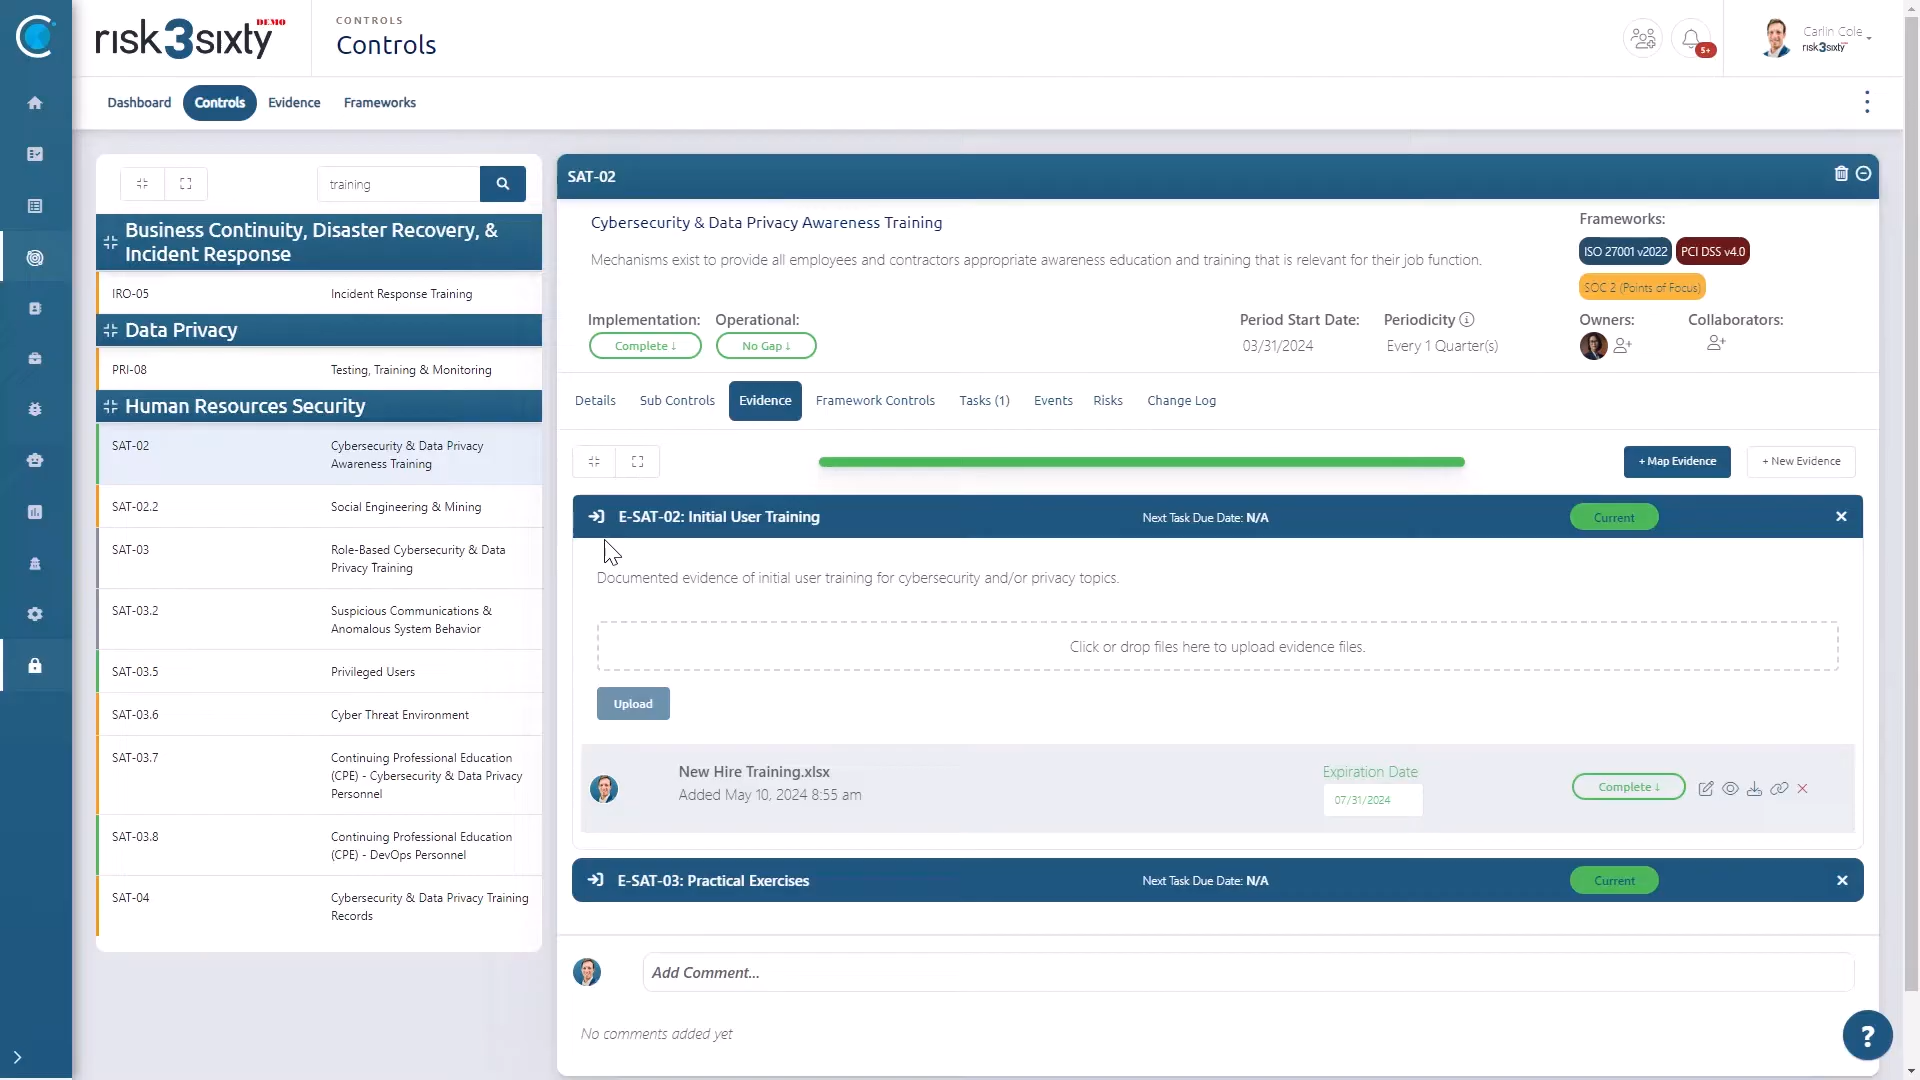 risk3sixty DEMO
CONTROLS
Controls
5+
Carlin Cole
risk3sixty
Dashboard
Controls
Evidence
Frameworks
training
Business Continuity, Disaster Recovery, &
Incident Response
IRO-05
Incident Response Training
Data Privacy
PRI-08
Testing, Training & Monitoring
Human Resources Security
SAT-02
Cybersecurity & Data Privacy
Awareness Training
SAT-02.2
Social Engineering & Mining
SAT-03
Role-Based Cybersecurity & Data
Privacy Training
SAT-03.2
Suspicious Communications &
Anomalous System Behavior
SAT-03.5
Privileged Users
SAT-03.6
Cyber Threat Environment
SAT-03.7
Continuing Professional Education
(CPE) - Cybersecurity & Data Privacy
Personnel
SAT-03.8
Continuing Professional Education
(CPE) - DevOps Personnel
SAT-04
Cybersecurity & Data Privacy Training
Records
SAT-02
Cybersecurity & Data Privacy Awareness Training
Mechanisms exist to provide all employees and contractors appropriate awareness education and training that is relevant for their job function.
Frameworks:
ISO 27001 v2022
PCI DSS v4.0
SOC 2 (Points of Focus)
Implementation:
Complete ↓
Operational:
No Gap ↓
Period Start Date:
03/31/2024
Periodicity
Every 1 Quarter(s)
Owners:
Collaborators:
Details
Sub Controls
Evidence
Framework Controls
Tasks (1)
Events
Risks
Change Log
+ Map Evidence
+ New Evidence
E-SAT-02: Initial User Training
Next Task Due Date: N/A
Current
Documented evidence of initial user training for cybersecurity and/or privacy topics.
Click or drop files here to upload evidence files.
Upload
New Hire Training.xlsx
Added May 10, 2024 8:55 am
Expiration Date
07/31/2024
Complete ↓
E-SAT-03: Practical Exercises
Next Task Due Date: N/A
Current
Add Comment...
No comments added yet
?